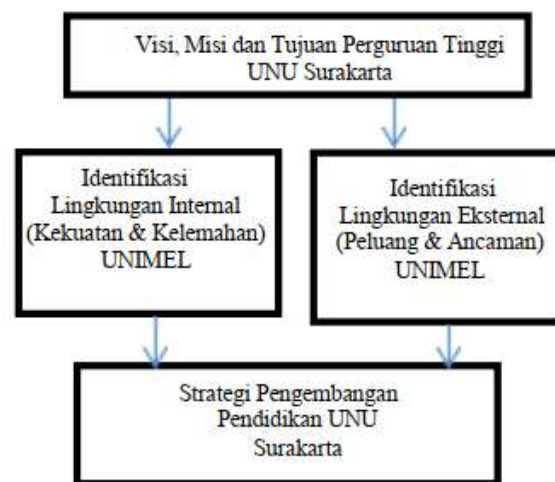 Visi, Misi dan Tujuan Perguruan Tinggi
UNU Surakarta
Identifikasi
Lingkungan Internal
(Kekuatan & Kelemahan)
UNIMEL
Identifikasi
Lingkungan Eksternal
(Peluang & Ancaman)
UNIMEL
Strategi Pengembangan
Pendidikan UNU
Surakarta